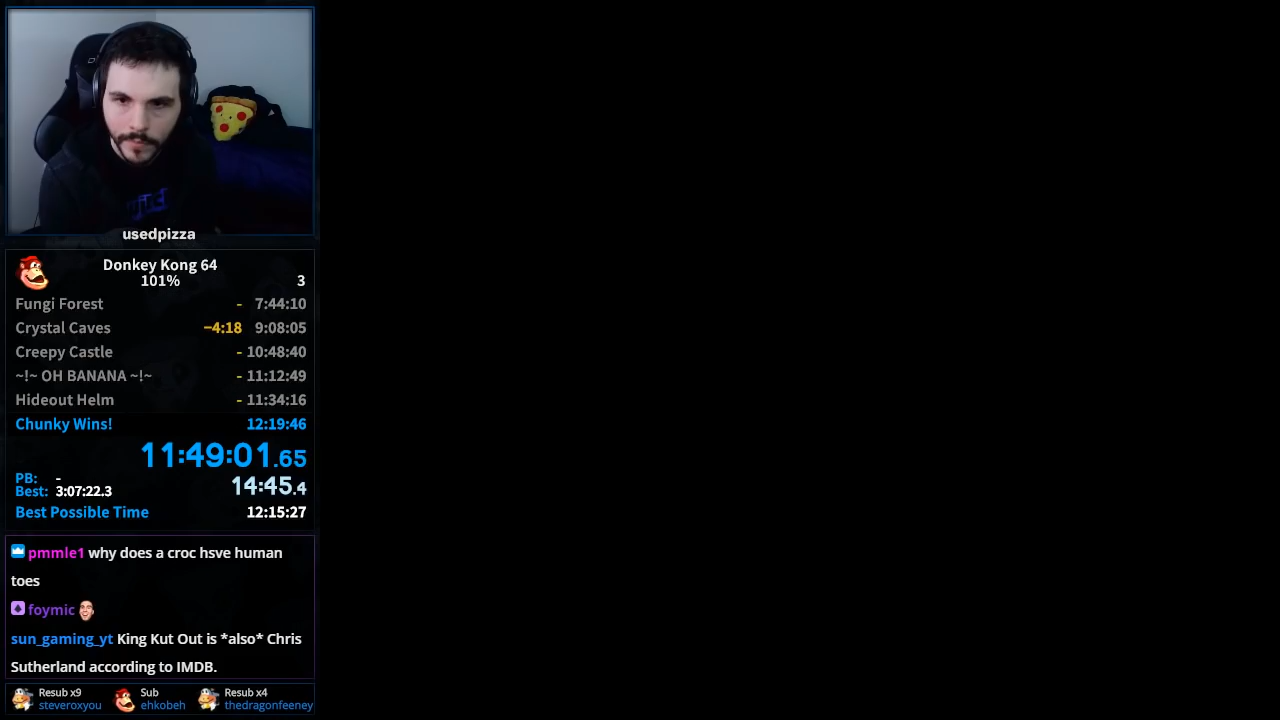 usedpizza
Donkey Kong 64
101% 3
Fungi Forest - 7:44:10
Crystal Caves −4:18 9:08:05
Creepy Castle - 10:48:40
~!~ OH BANANA ~!~ - 11:12:49
Hideout Helm - 11:34:16
Chunky Wins! 12:19:46
11:49:01.65
PB: -
Best: 3:07:22.3
14:45.4
Best Possible Time 12:15:27
pmmle1 why does a croc hsve human
toes
foymic
sun_gaming_yt King Kut Out is *also* Chris
Sutherland according to IMDB.
Resub x9 Sub Resub x4
steveroxyou ehkobeh thedragonfeeney